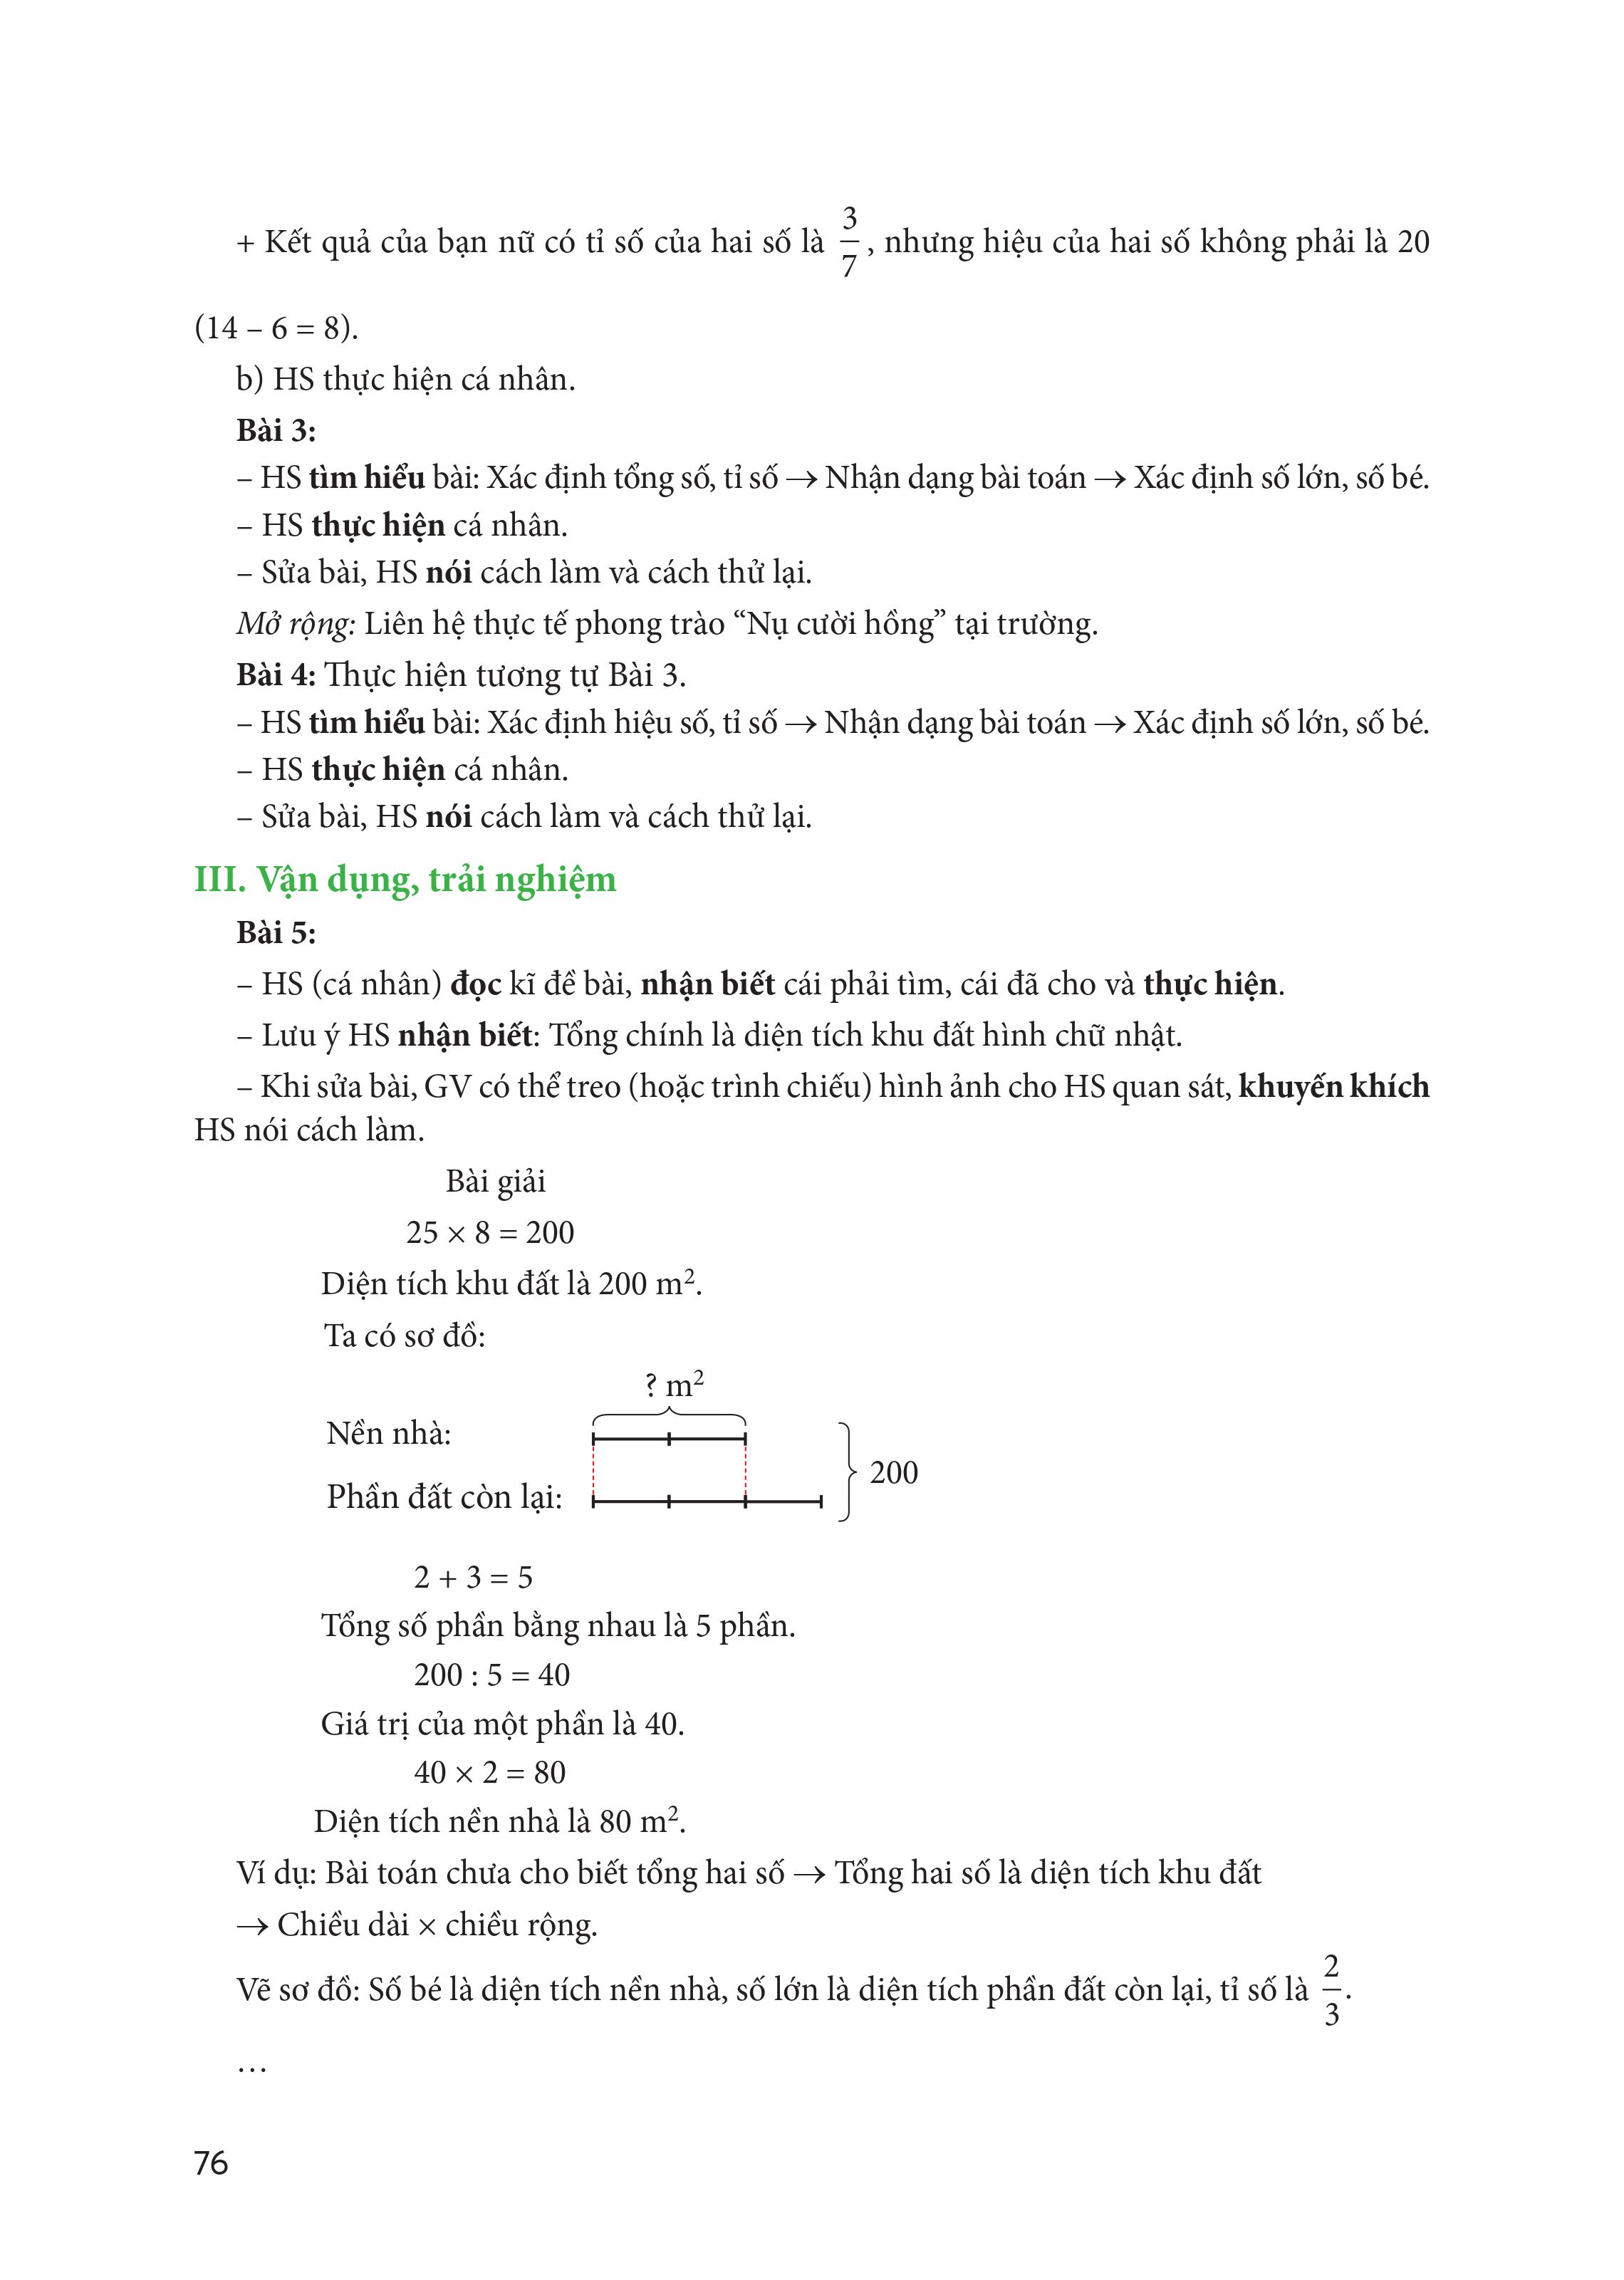 + Kết quả của bạn nữ có tỉ số của hai số là 3/7, nhưng hiệu của hai số không phải là 20
(14 – 6 = 8).
b) HS thực hiện cá nhân.
Bài 3:
– HS tìm hiểu bài: Xác định tổng số, tỉ số → Nhận dạng bài toán → Xác định số lớn, số bé.
– HS thực hiện cá nhân.
– Sửa bài, HS nói cách làm và cách thử lại.
Mở rộng: Liên hệ thực tế phong trào “Nụ cười hồng” tại trường.
Bài 4: Thực hiện tương tự Bài 3.
– HS tìm hiểu bài: Xác định hiệu số, tỉ số → Nhận dạng bài toán → Xác định số lớn, số bé.
– HS thực hiện cá nhân.
– Sửa bài, HS nói cách làm và cách thử lại.
III. Vận dụng, trải nghiệm
Bài 5:
– HS (cá nhân) đọc kĩ đề bài, nhận biết cái phải tìm, cái đã cho và thực hiện.
– Lưu ý HS nhận biết: Tổng chính là diện tích khu đất hình chữ nhật.
– Khi sửa bài, GV có thể treo (hoặc trình chiếu) hình ảnh cho HS quan sát, khuyến khích
HS nói cách làm.
Bài giải
25 × 8 = 200
Diện tích khu đất là 200 m².
Ta có sơ đồ:
? m²
Nền nhà:
200
Phần đất còn lại:
2 + 3 = 5
Tổng số phần bằng nhau là 5 phần.
200 : 5 = 40
Giá trị của một phần là 40.
40 × 2 = 80
Diện tích nền nhà là 80 m².
Ví dụ: Bài toán chưa cho biết tổng hai số → Tổng hai số là diện tích khu đất
→ Chiều dài × chiều rộng.
Vẽ sơ đồ: Số bé là diện tích nền nhà, số lớn là diện tích phần đất còn lại, tỉ số là 2/3.
…
76